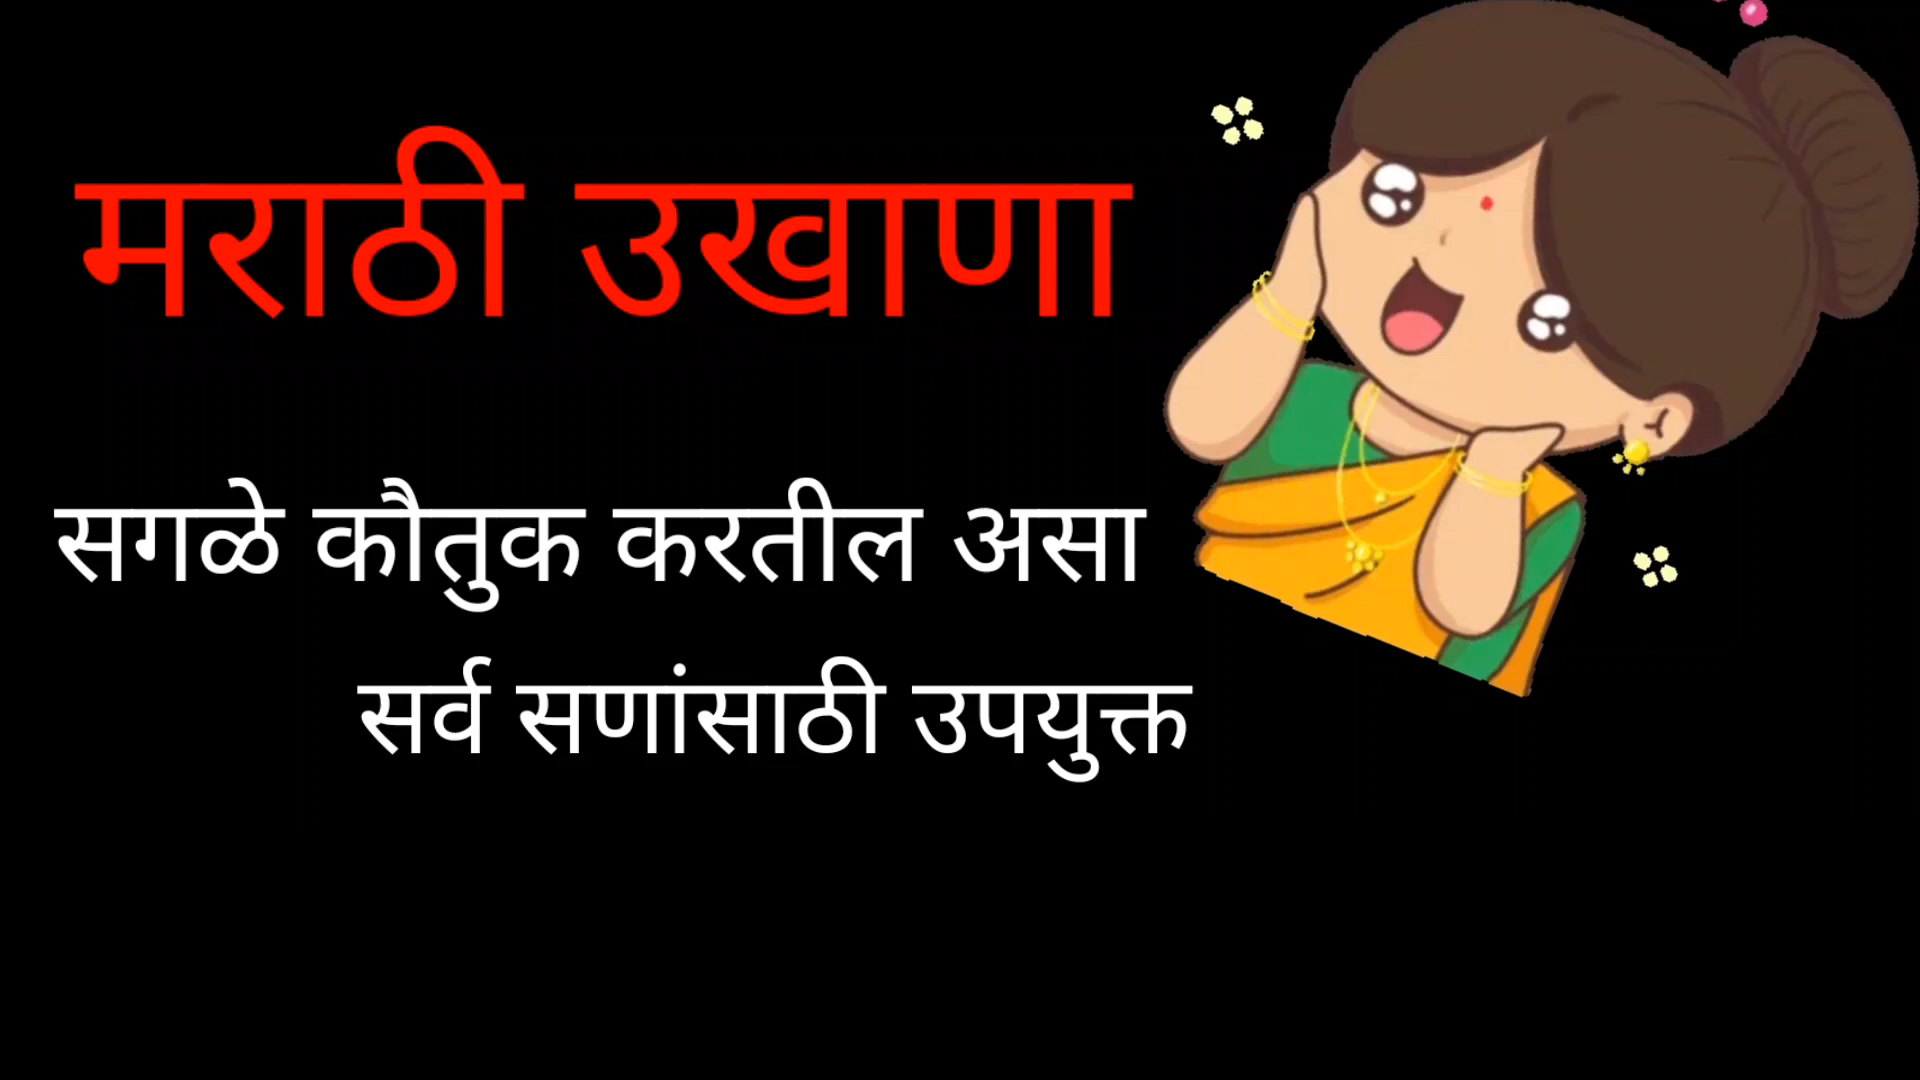 मराठी उखाणा
सगळे कौतुक करतील असा
सर्व सणांसाठी उपयुक्त